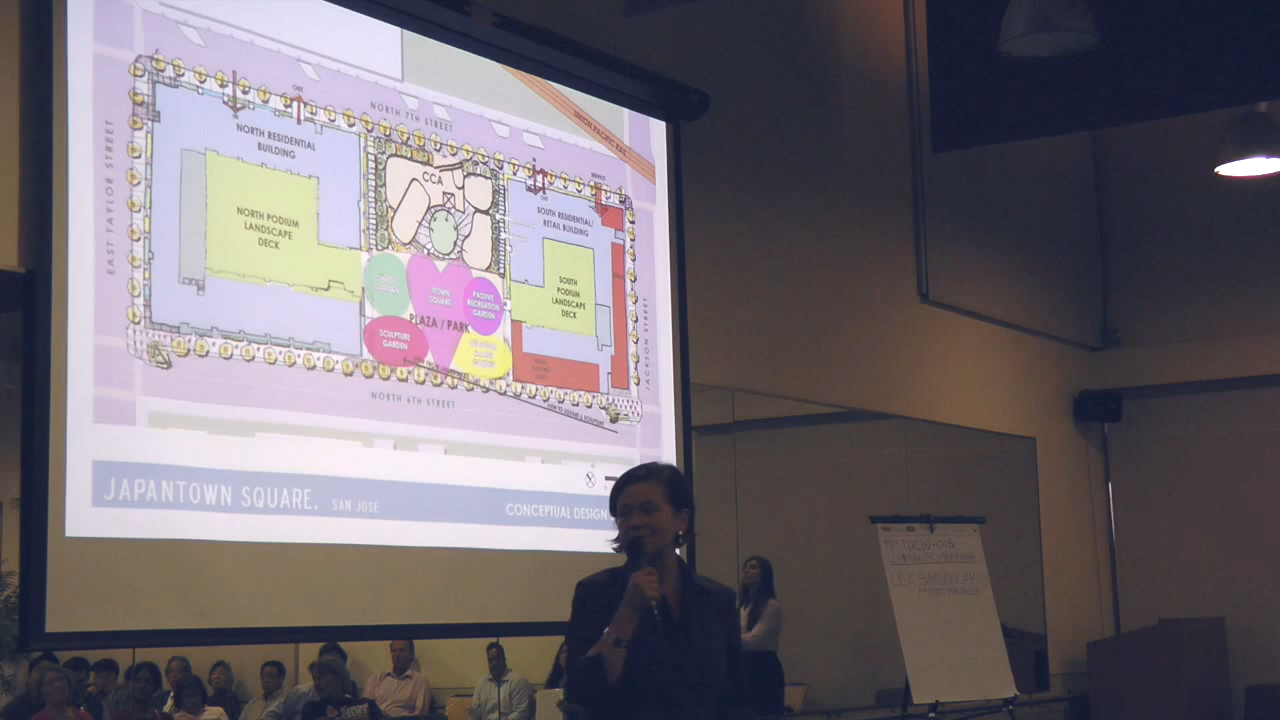 NORTH 7TH STREET
UNION PACIFIC RAIL
EAST TAYLOR STREET
NORTH RESIDENTIAL
BUILDING
CCA
SERVICE
SOUTH RESIDENTIAL/
RETAIL BUILDING
NORTH PODIUM
LANDSCAPE
DECK
SOUTH
PODIUM
LANDSCAPE
DECK
TOWN
SQUARE
PASSIVE
RECREATION
GARDEN
PLAZA / PARK
SCULPTURE
GARDEN
JACKSON STREET
NORTH 6TH STREET
JAPANTOWN SQUARE. SAN JOSE
CONCEPTUAL DESIGN